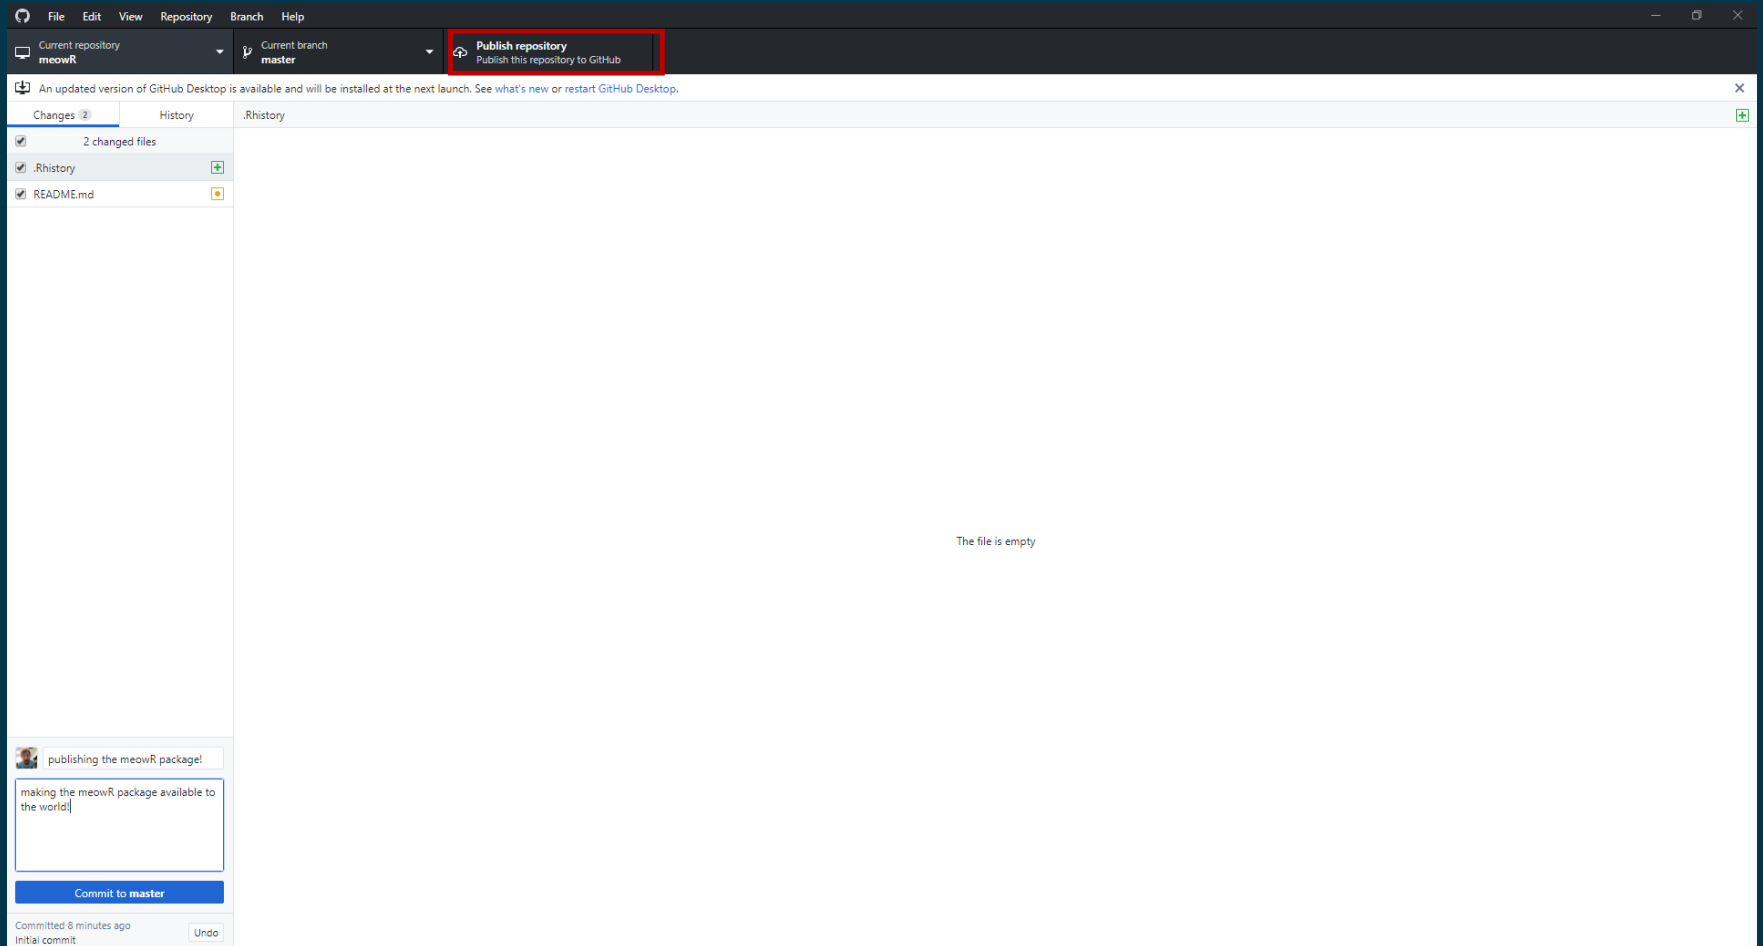 File Edit View Repository Branch Help
Current repository
meowR
Current branch
master
Publish repository
Publish this repository to GitHub
An updated version of GitHub Desktop is available and will be installed at the next launch. See what's new or restart GitHub Desktop.
Changes 2 History
.Rhistory
2 changed files
.Rhistory
README.md
The file is empty
publishing the meowR package!
making the meowR package available to
the world!
Commit to master
Committed 8 minutes ago
Initial commit
Undo